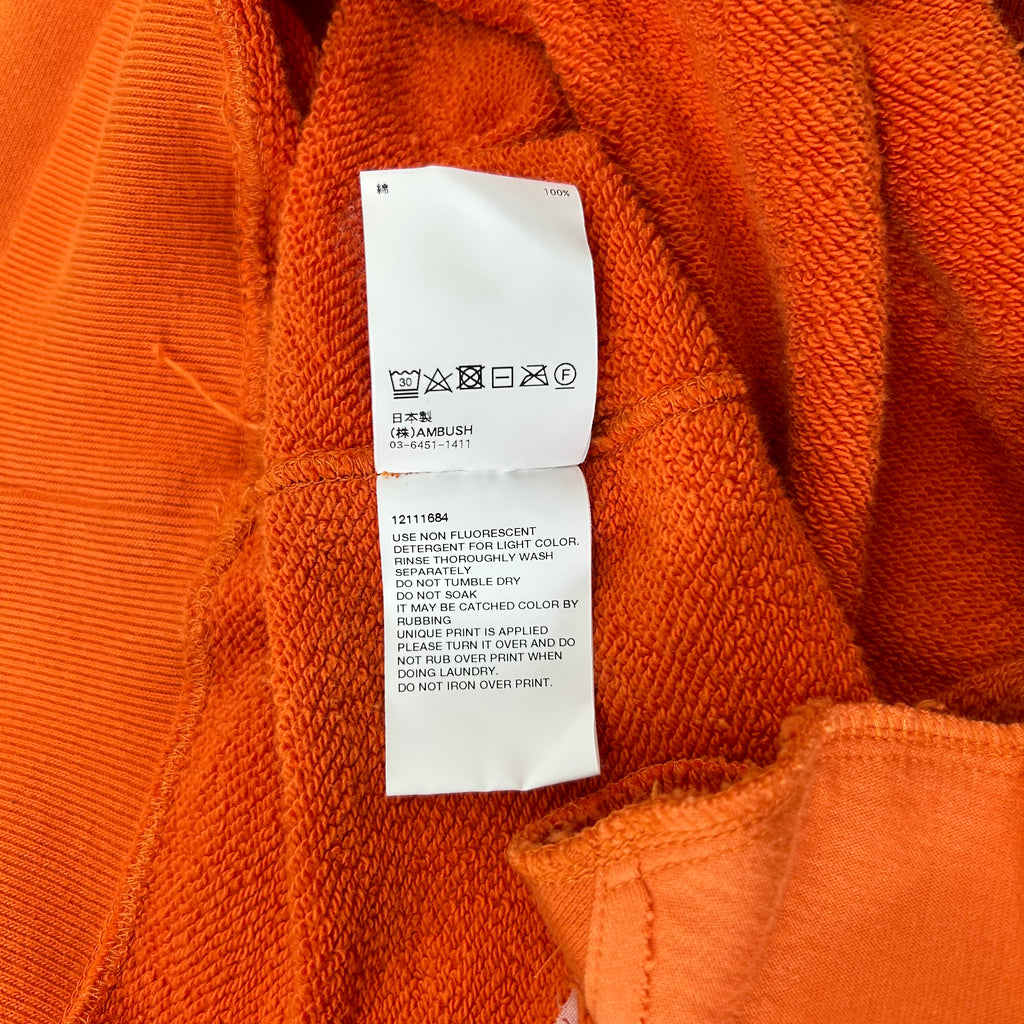 綿 100%
30 F
日本製
(株)AMBUSH
03-6451-1411
12111684
USE NON FLUORESCENT
DETERGENT FOR LIGHT COLOR.
RINSE THOROUGHLY WASH
SEPARATELY
DO NOT TUMBLE DRY
DO NOT SOAK
IT MAY BE CATCHED COLOR BY
RUBBING
UNIQUE PRINT IS APPLIED
PLEASE TURN IT OVER AND DO
NOT RUB OVER PRINT WHEN
DOING LAUNDRY.
DO NOT IRON OVER PRINT.